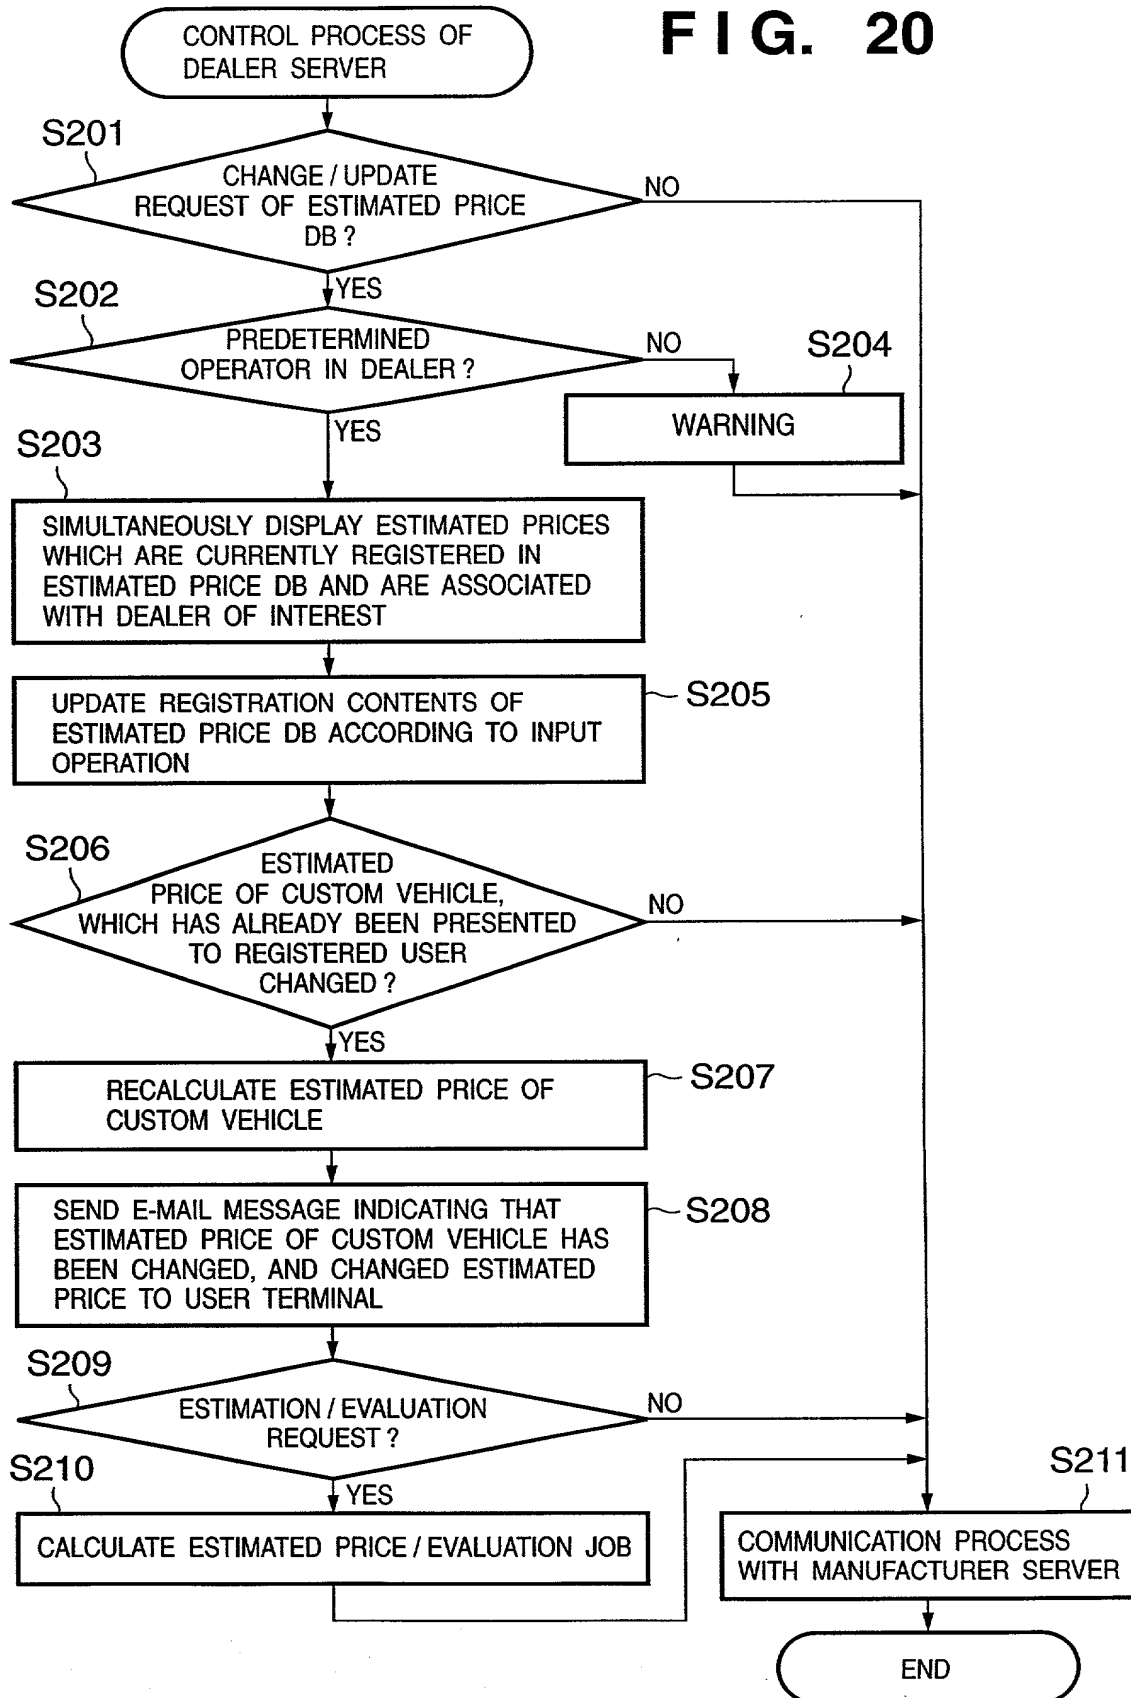 FIG. 20
CONTROL PROCESS OF
DEALER SERVER
S201
CHANGE / UPDATE
REQUEST OF ESTIMATED PRICE
DB ?
NO
YES
S202
PREDETERMINED
OPERATOR IN DEALER ?
NO
S204
WARNING
YES
S203
SIMULTANEOUSLY DISPLAY ESTIMATED PRICES
WHICH ARE CURRENTLY REGISTERED IN
ESTIMATED PRICE DB AND ARE ASSOCIATED
WITH DEALER OF INTEREST
S205
UPDATE REGISTRATION CONTENTS OF
ESTIMATED PRICE DB ACCORDING TO INPUT
OPERATION
S206
ESTIMATED
PRICE OF CUSTOM VEHICLE,
WHICH HAS ALREADY BEEN PRESENTED
TO REGISTERED USER
CHANGED ?
NO
YES
S207
RECALCULATE ESTIMATED PRICE OF
CUSTOM VEHICLE
S208
SEND E-MAIL MESSAGE INDICATING THAT
ESTIMATED PRICE OF CUSTOM VEHICLE HAS
BEEN CHANGED, AND CHANGED ESTIMATED
PRICE TO USER TERMINAL
S209
ESTIMATION / EVALUATION
REQUEST ?
NO
YES
S210
CALCULATE ESTIMATED PRICE / EVALUATION JOB
S211
COMMUNICATION PROCESS
WITH MANUFACTURER SERVER
END